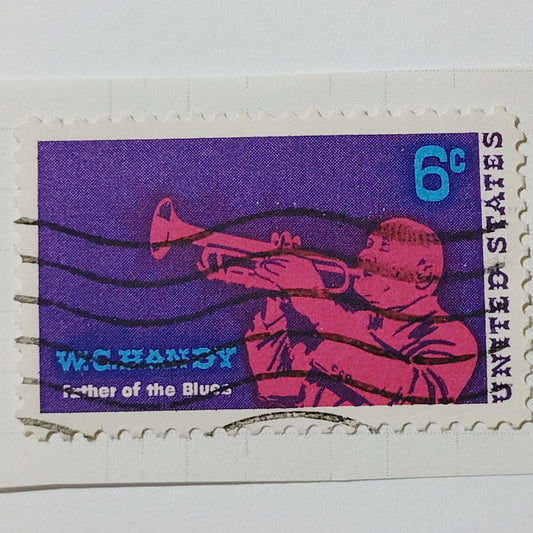 6c
UNITED STATES
W.C.HANDY
Father of the Blues